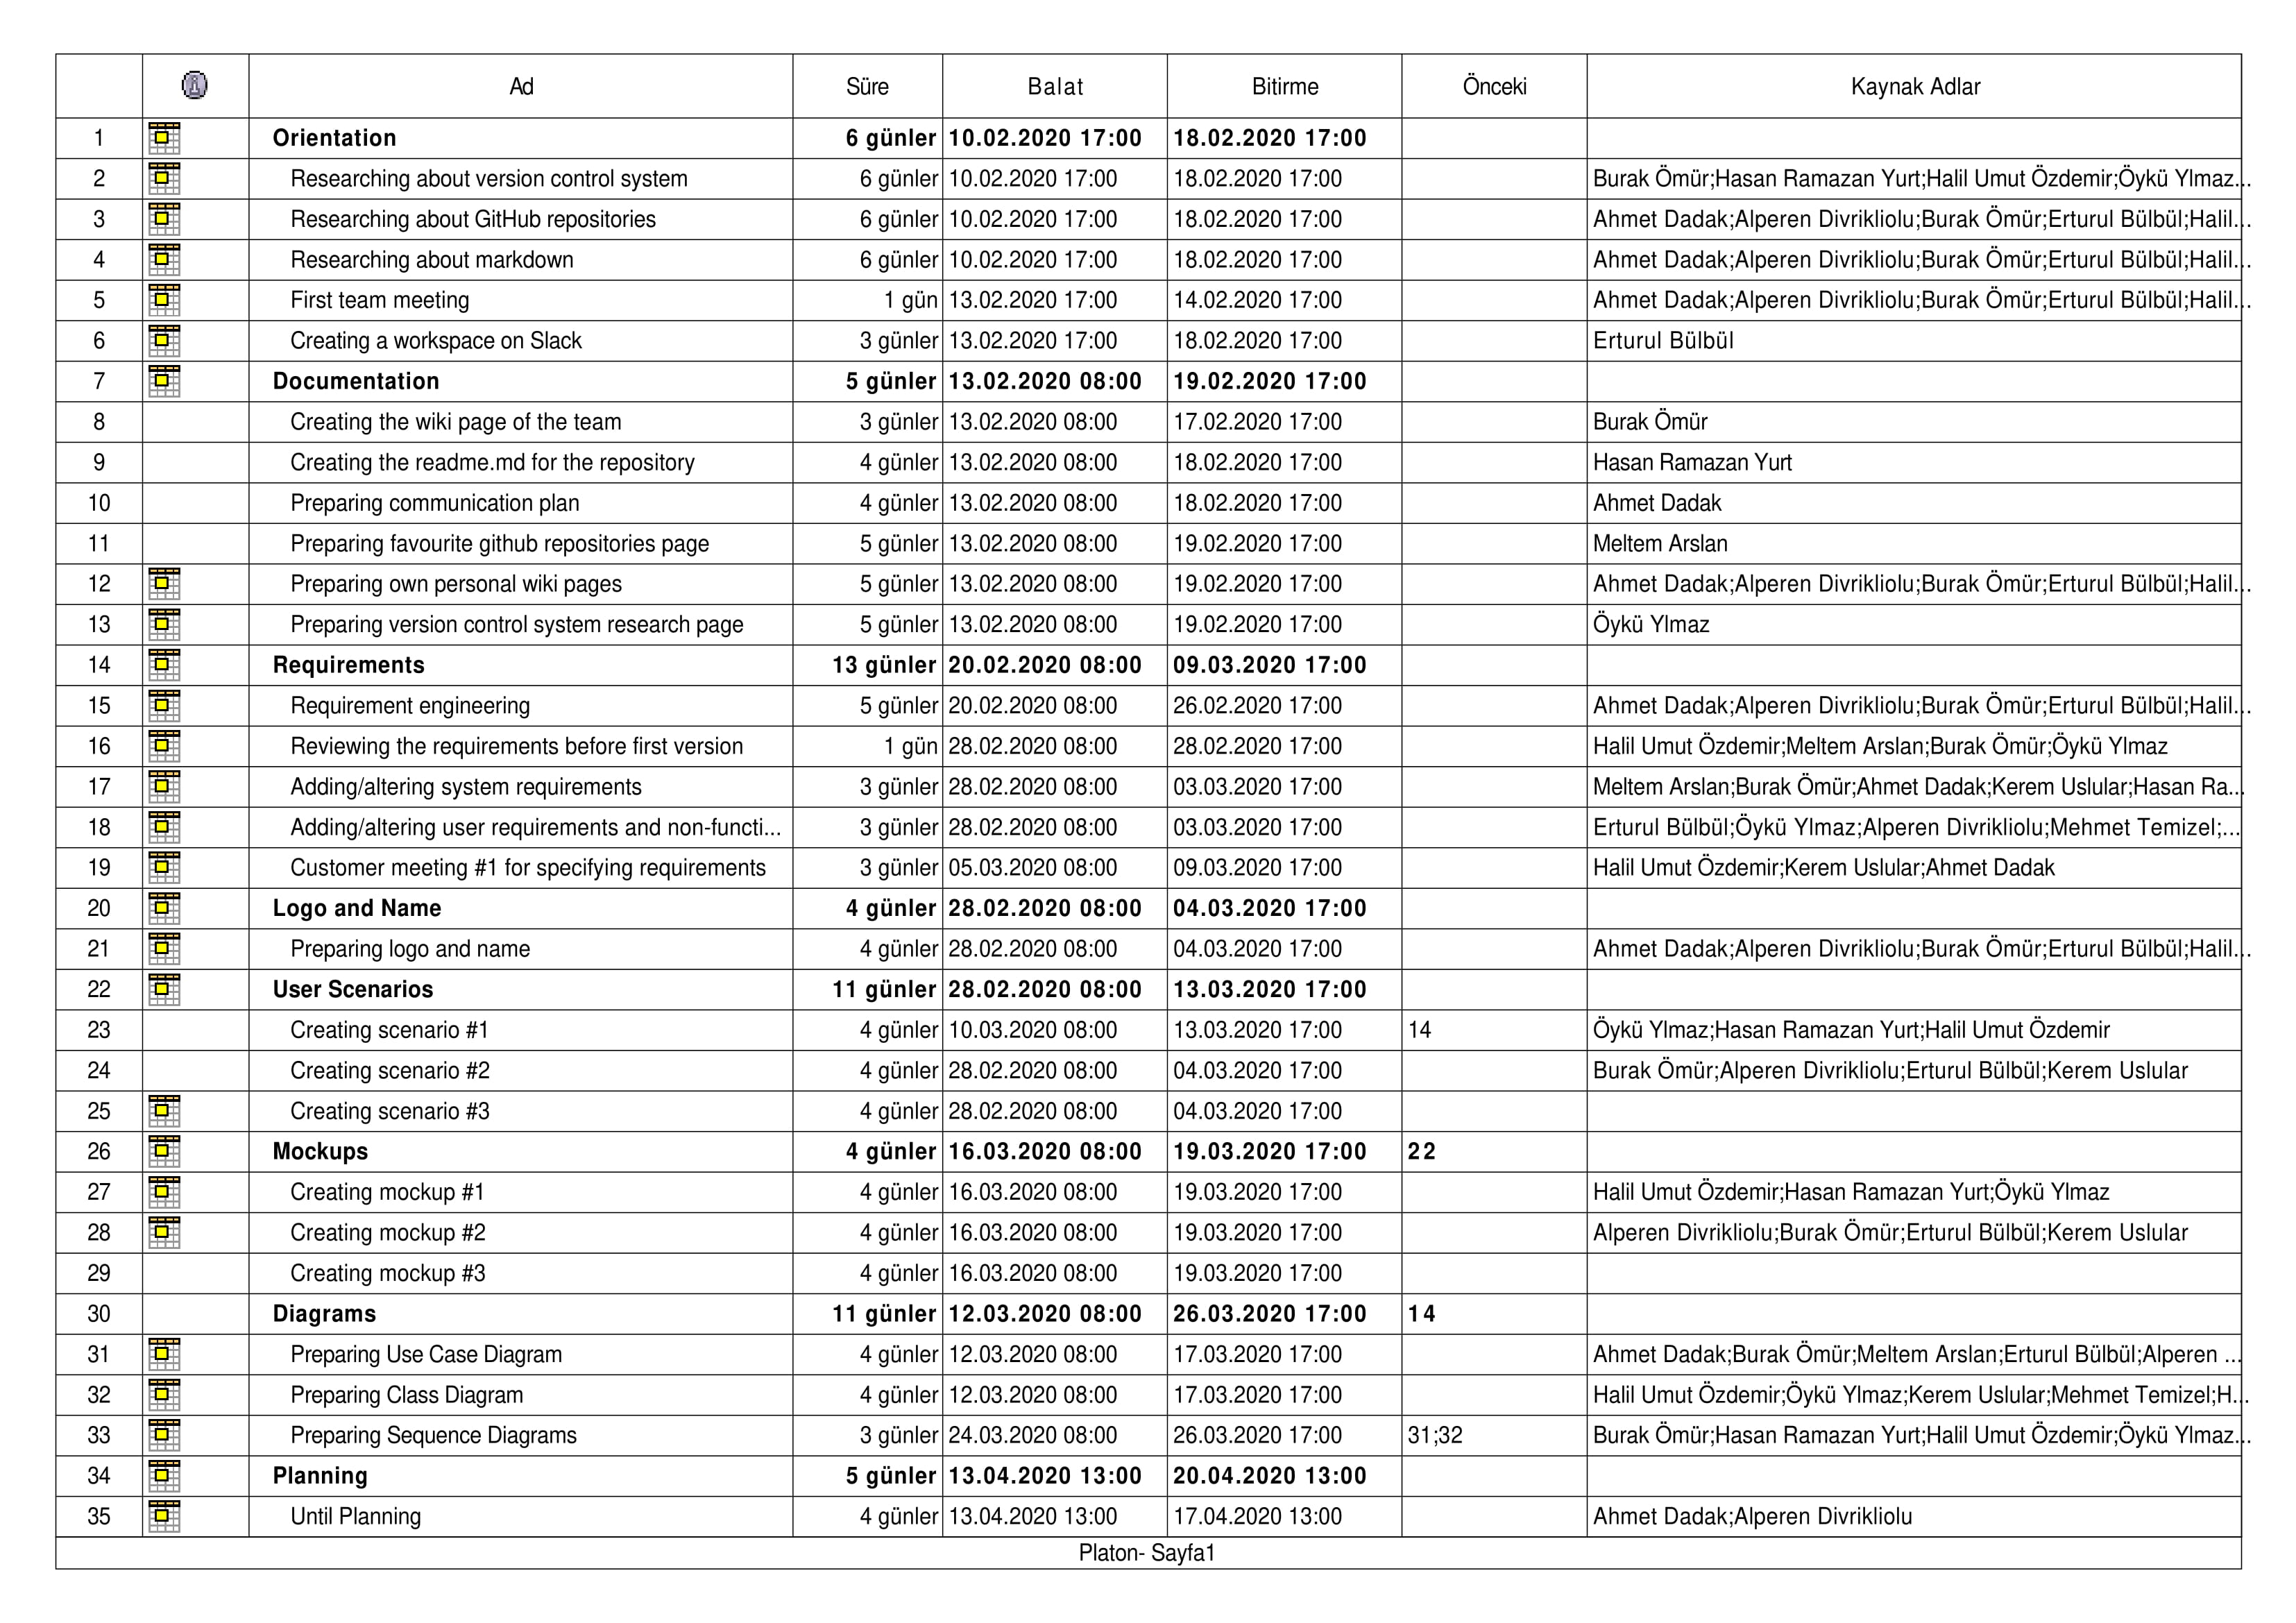 Ad Süre Balat Bitirme Önceki Kaynak Adlar
1 Orientation 6 günler 10.02.2020 17:00 18.02.2020 17:00
2 Researching about version control system 6 günler 10.02.2020 17:00 18.02.2020 17:00 Burak Ömür;Hasan Ramazan Yurt;Halil Umut Özdemir;Öykü Ylmaz...
3 Researching about GitHub repositories 6 günler 10.02.2020 17:00 18.02.2020 17:00 Ahmet Dadak;Alperen Divrikliolu;Burak Ömür;Erturul Bülbül;Halil...
4 Researching about markdown 6 günler 10.02.2020 17:00 18.02.2020 17:00 Ahmet Dadak;Alperen Divrikliolu;Burak Ömür;Erturul Bülbül;Halil...
5 First team meeting 1 gün 13.02.2020 17:00 14.02.2020 17:00 Ahmet Dadak;Alperen Divrikliolu;Burak Ömür;Erturul Bülbül;Halil...
6 Creating a workspace on Slack 3 günler 13.02.2020 17:00 18.02.2020 17:00 Erturul Bülbül
7 Documentation 5 günler 13.02.2020 08:00 19.02.2020 17:00
8 Creating the wiki page of the team 3 günler 13.02.2020 08:00 17.02.2020 17:00 Burak Ömür
9 Creating the readme.md for the repository 4 günler 13.02.2020 08:00 18.02.2020 17:00 Hasan Ramazan Yurt
10 Preparing communication plan 4 günler 13.02.2020 08:00 18.02.2020 17:00 Ahmet Dadak
11 Preparing favourite github repositories page 5 günler 13.02.2020 08:00 19.02.2020 17:00 Meltem Arslan
12 Preparing own personal wiki pages 5 günler 13.02.2020 08:00 19.02.2020 17:00 Ahmet Dadak;Alperen Divrikliolu;Burak Ömür;Erturul Bülbül;Halil...
13 Preparing version control system research page 5 günler 13.02.2020 08:00 19.02.2020 17:00 Öykü Ylmaz
14 Requirements 13 günler 20.02.2020 08:00 09.03.2020 17:00
15 Requirement engineering 5 günler 20.02.2020 08:00 26.02.2020 17:00 Ahmet Dadak;Alperen Divrikliolu;Burak Ömür;Erturul Bülbül;Halil...
16 Reviewing the requirements before first version 1 gün 28.02.2020 08:00 28.02.2020 17:00 Halil Umut Özdemir;Meltem Arslan;Burak Ömür;Öykü Ylmaz
17 Adding/altering system requirements 3 günler 28.02.2020 08:00 03.03.2020 17:00 Meltem Arslan;Burak Ömür;Ahmet Dadak;Kerem Uslular;Hasan Ra...
18 Adding/altering user requirements and non-functi... 3 günler 28.02.2020 08:00 03.03.2020 17:00 Erturul Bülbül;Öykü Ylmaz;Alperen Divrikliolu;Mehmet Temizel;...
19 Customer meeting #1 for specifying requirements 3 günler 05.03.2020 08:00 09.03.2020 17:00 Halil Umut Özdemir;Kerem Uslular;Ahmet Dadak
20 Logo and Name 4 günler 28.02.2020 08:00 04.03.2020 17:00
21 Preparing logo and name 4 günler 28.02.2020 08:00 04.03.2020 17:00 Ahmet Dadak;Alperen Divrikliolu;Burak Ömür;Erturul Bülbül;Halil...
22 User Scenarios 11 günler 28.02.2020 08:00 13.03.2020 17:00
23 Creating scenario #1 4 günler 10.03.2020 08:00 13.03.2020 17:00 14 Öykü Ylmaz;Hasan Ramazan Yurt;Halil Umut Özdemir
24 Creating scenario #2 4 günler 28.02.2020 08:00 04.03.2020 17:00 Burak Ömür;Alperen Divrikliolu;Erturul Bülbül;Kerem Uslular
25 Creating scenario #3 4 günler 28.02.2020 08:00 04.03.2020 17:00
26 Mockups 4 günler 16.03.2020 08:00 19.03.2020 17:00 22
27 Creating mockup #1 4 günler 16.03.2020 08:00 19.03.2020 17:00 Halil Umut Özdemir;Hasan Ramazan Yurt;Öykü Ylmaz
28 Creating mockup #2 4 günler 16.03.2020 08:00 19.03.2020 17:00 Alperen Divrikliolu;Burak Ömür;Erturul Bülbül;Kerem Uslular
29 Creating mockup #3 4 günler 16.03.2020 08:00 19.03.2020 17:00
30 Diagrams 11 günler 12.03.2020 08:00 26.03.2020 17:00 14
31 Preparing Use Case Diagram 4 günler 12.03.2020 08:00 17.03.2020 17:00 Ahmet Dadak;Burak Ömür;Meltem Arslan;Erturul Bülbül;Alperen ...
32 Preparing Class Diagram 4 günler 12.03.2020 08:00 17.03.2020 17:00 Halil Umut Özdemir;Öykü Ylmaz;Kerem Uslular;Mehmet Temizel;H...
33 Preparing Sequence Diagrams 3 günler 24.03.2020 08:00 26.03.2020 17:00 31;32 Burak Ömür;Hasan Ramazan Yurt;Halil Umut Özdemir;Öykü Ylmaz...
34 Planning 5 günler 13.04.2020 13:00 20.04.2020 13:00
35 Until Planning 4 günler 13.04.2020 13:00 17.04.2020 13:00 Ahmet Dadak;Alperen Divrikliolu
Platon- Sayfa1